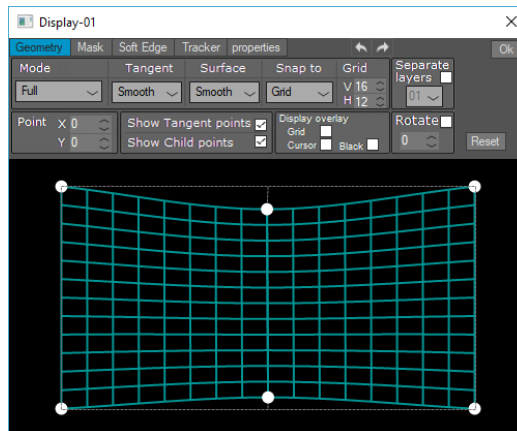 Display-01
Geometry Mask Soft Edge Tracker properties Ok
Mode Tangent Surface Snap to Grid Separate layers
Full Smooth Smooth Grid V 16 H 12 01
Point X 0 Y 0
Show Tangent points
Show Child points
Display overlay
Grid
Cursor Black
Rotate
0
Reset